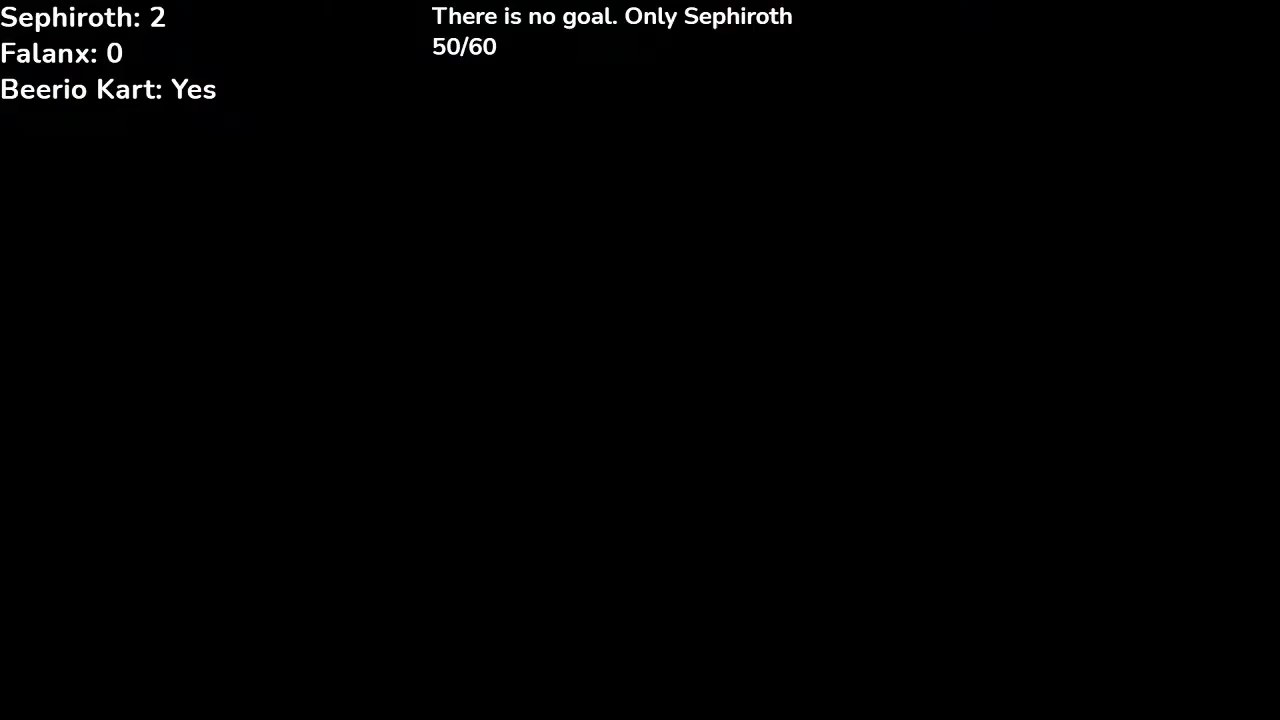 Sephiroth: 2
Falanx: 0
Beerio Kart: Yes
There is no goal. Only Sephiroth
50/60